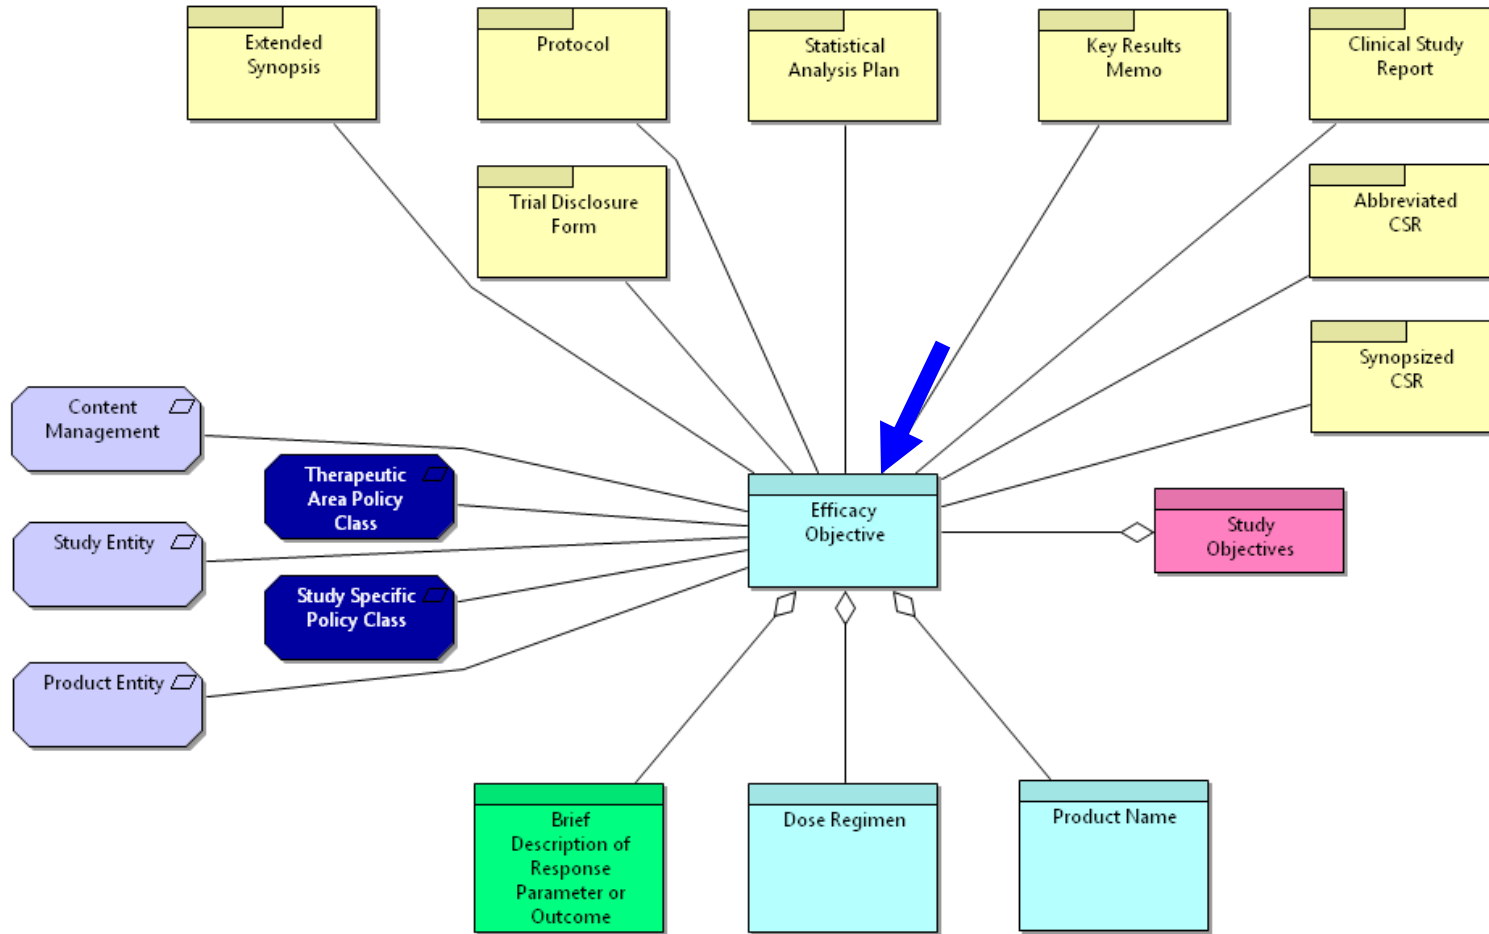 Extended
Synopsis
Protocol
Statistical
Analysis Plan
Key Results
Memo
Clinical Study
Report
Trial Disclosure
Form
Abbreviated
CSR
Synopsized
CSR
Content
Management
Therapeutic
Area Policy
Class
Study Entity
Study Specific
Policy Class
Product Entity
Efficacy
Objective
Study
Objectives
Brief
Description of
Response
Parameter or
Outcome
Dose Regimen
Product Name